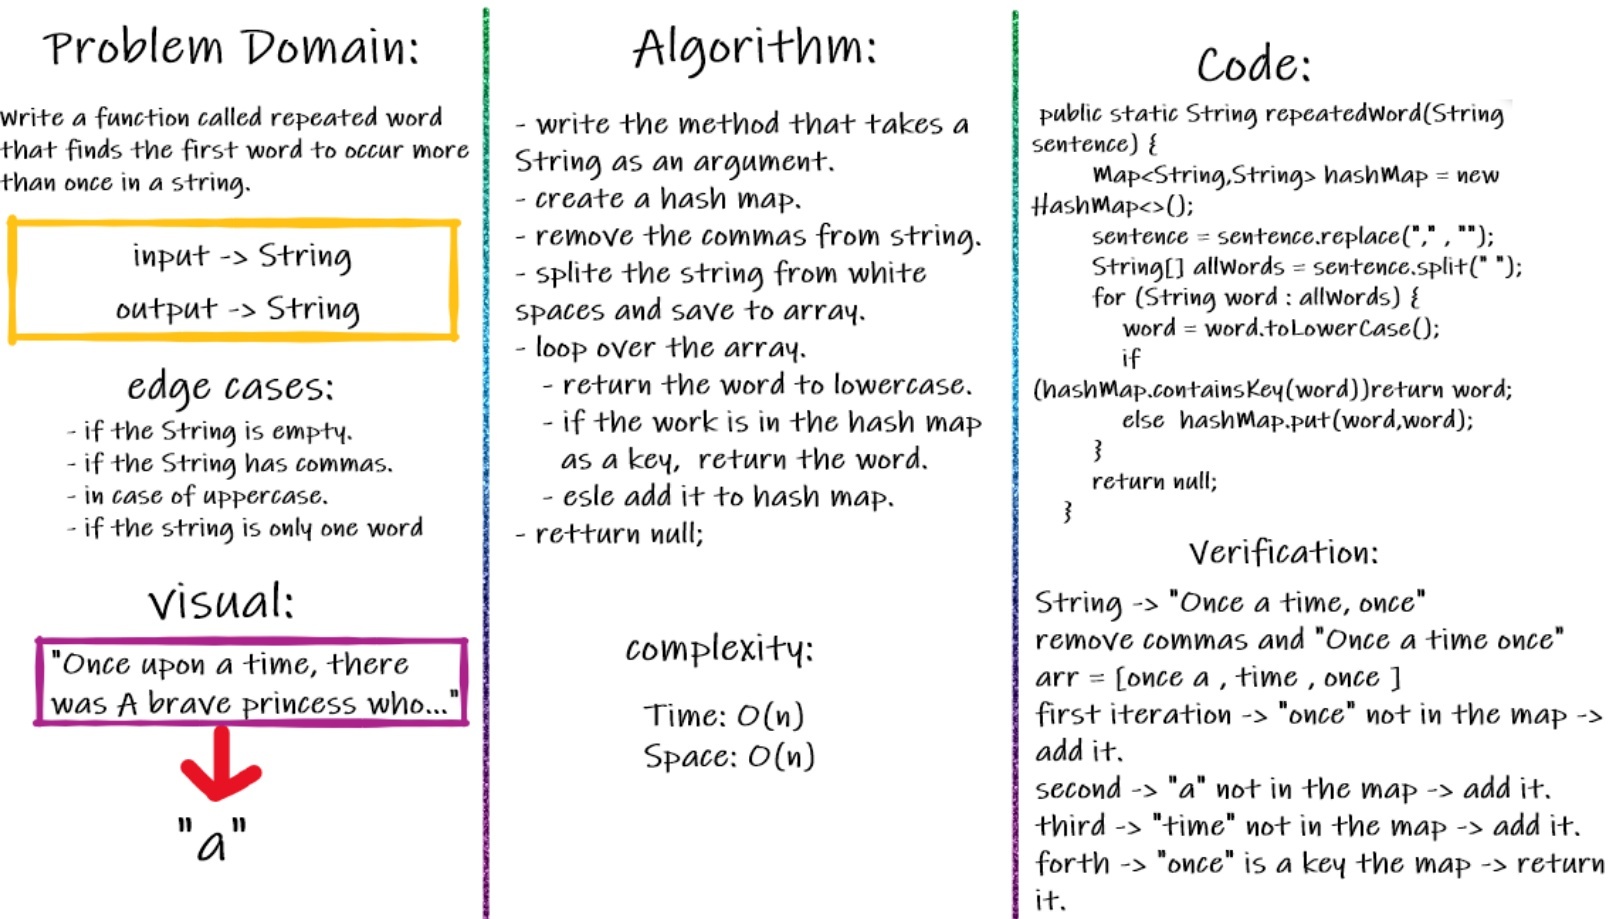 Problem Domain:
Write a function called repeated word
that finds the first word to occur more
than once in a string.
input -> String
output -> String
edge cases:
- if the String is empty.
- if the String has commas.
- in case of uppercase.
- if the string is only one word
visual:
"Once upon a time, there
was A brave princess who..."
"a"
Algorithm:
- write the method that takes a
String as an argument.
- create a hash map.
- remove the commas from string.
- splite the string from white
spaces and save to array.
- loop over the array.
- return the word to lowercase.
- if the work is in the hash map
as a key, return the word.
- esle add it to hash map.
- retturn null;
complexity:
Time: O(n)
Space: O(n)
Code:
public static String repeatedWord(String
sentence) {
Map<String,String> hashMap = new
HashMap<>();
sentence = sentence.replace("," , "");
String[] allWords = sentence.split(" ");
for (String word : allWords) {
word = word.toLowerCase();
if
(hashMap.containsKey(word))return word;
else hashMap.put(word,word);
}
return null;
}
Verification:
String -> "Once a time, once"
remove commas and "Once a time once"
arr = [once a , time , once ]
first iteration -> "once" not in the map ->
add it.
second -> "a" not in the map -> add it.
third -> "time" not in the map -> add it.
forth -> "once" is a key the map -> return
it.